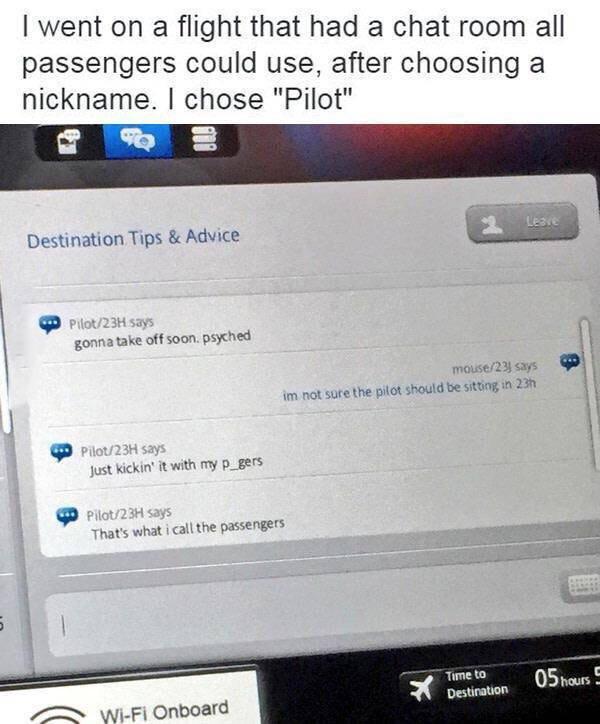 I went on a flight that had a chat room all
passengers could use, after choosing a
nickname. I chose "Pilot"
Destination Tips & Advice
Leave
Pilot/23H says
gonna take off soon. psyched
mouse/23J says
im not sure the pilot should be sitting in 23h
Pilot/23H says
Just kickin' it with my p_gers
Pilot/23H says
That's what i call the passengers
Wi-Fi Onboard
Time to
Destination
05 hours